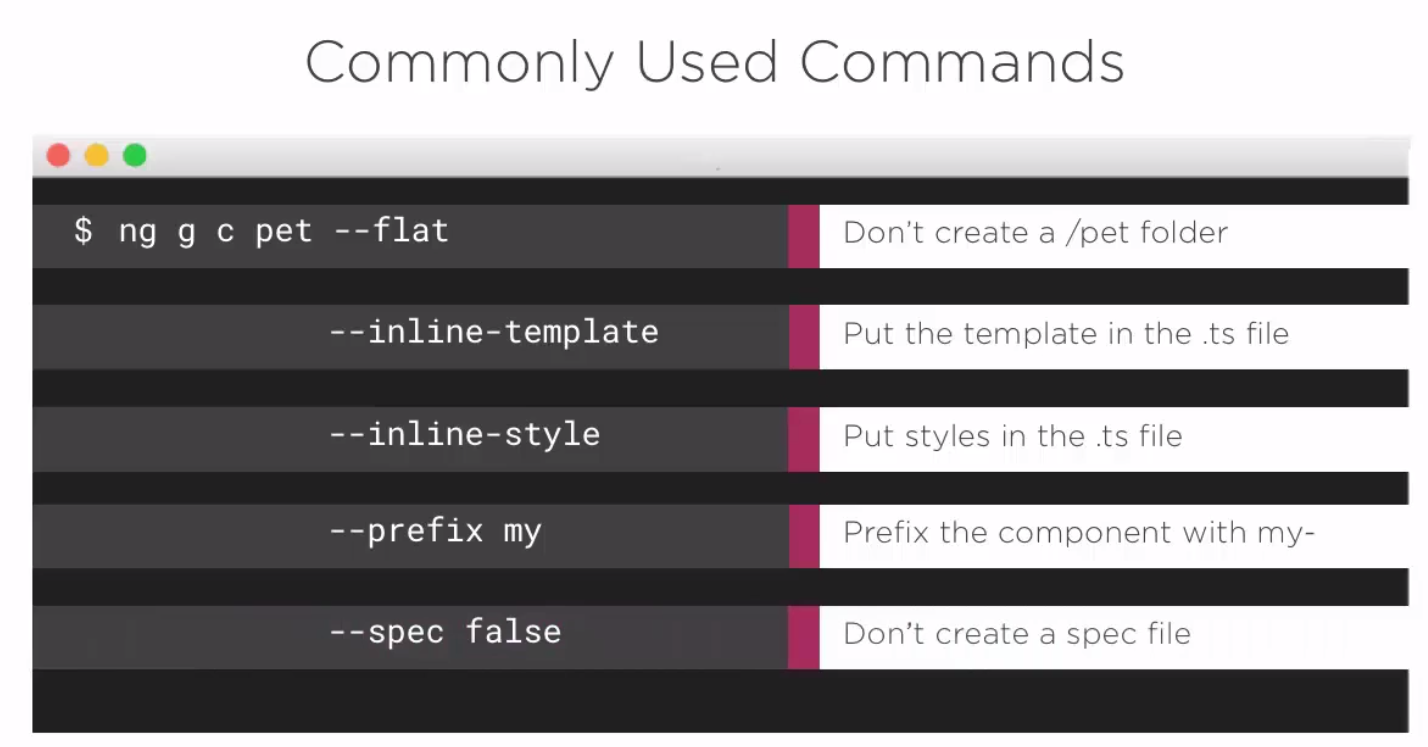 Commonly Used Commands
$ ng g c pet --flat
Don't create a /pet folder
--inline-template
Put the template in the .ts file
--inline-style
Put styles in the .ts file
--prefix my
Prefix the component with my-
--spec false
Don't create a spec file